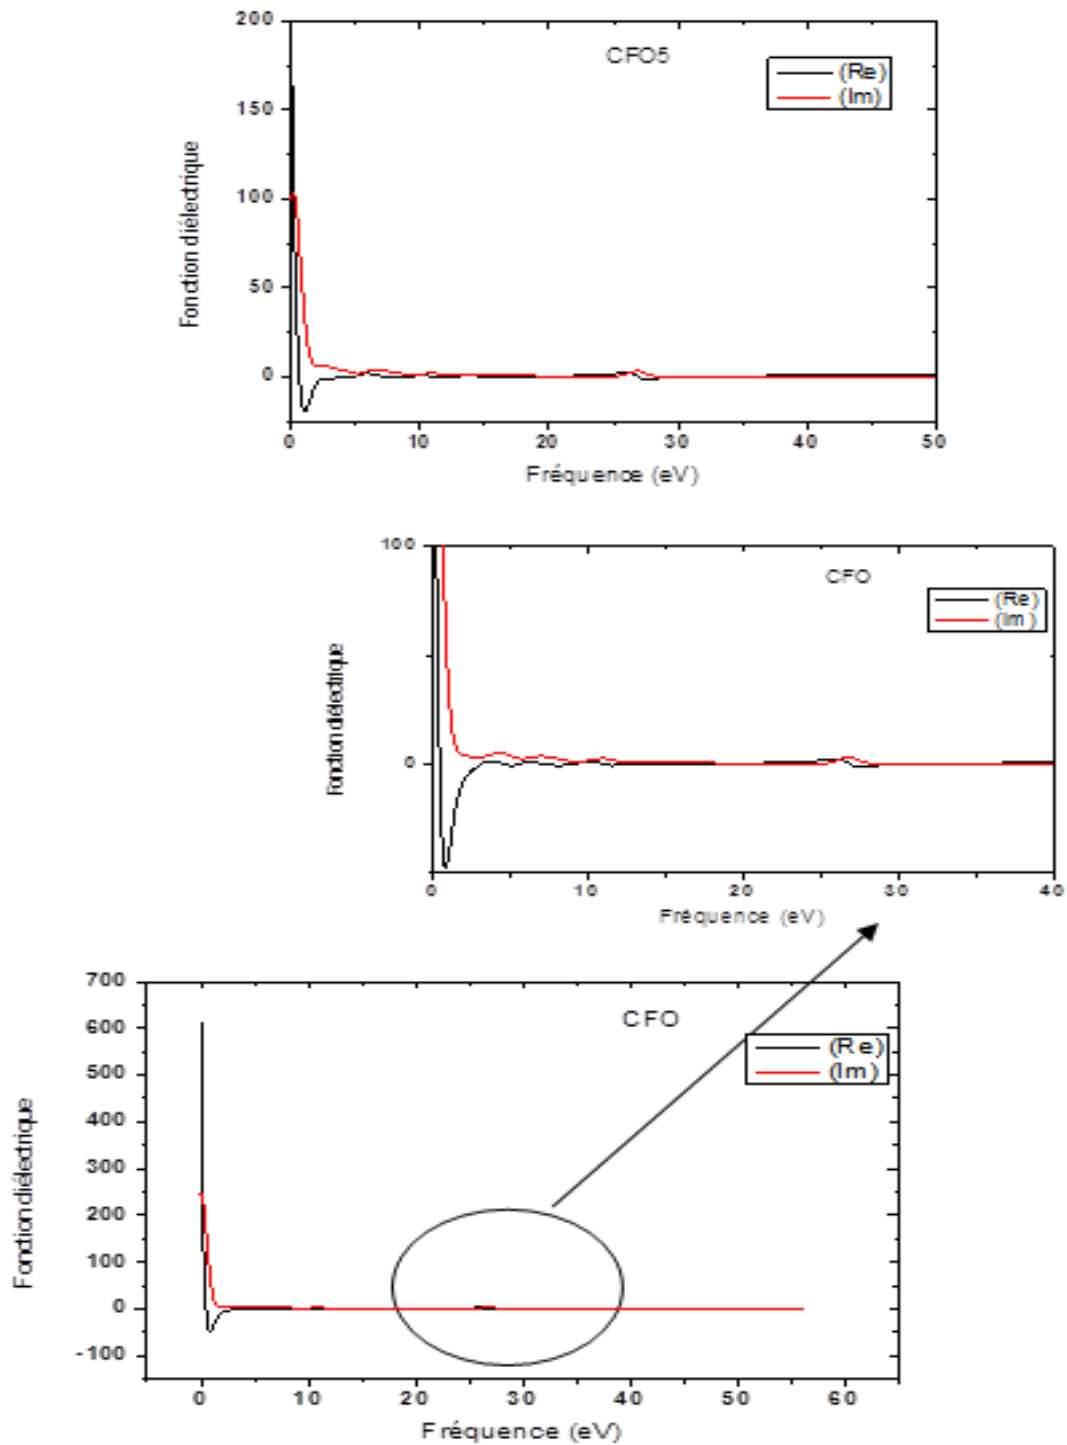 200
CFO5
(Re)
(Im)
150
100
50
0
Fonction diélectrique
0 10 20 30 40 50
Fréquence (eV)
100
CFO
(Re)
(Im)
0
Fonction diélectrique
0 10 20 30 40
Fréquence (eV)
700
CFO
(Re)
(Im)
600
500
400
300
200
100
0
-100
Fonction diélectrique
0 10 20 30 40 50 60
Fréquence (eV)